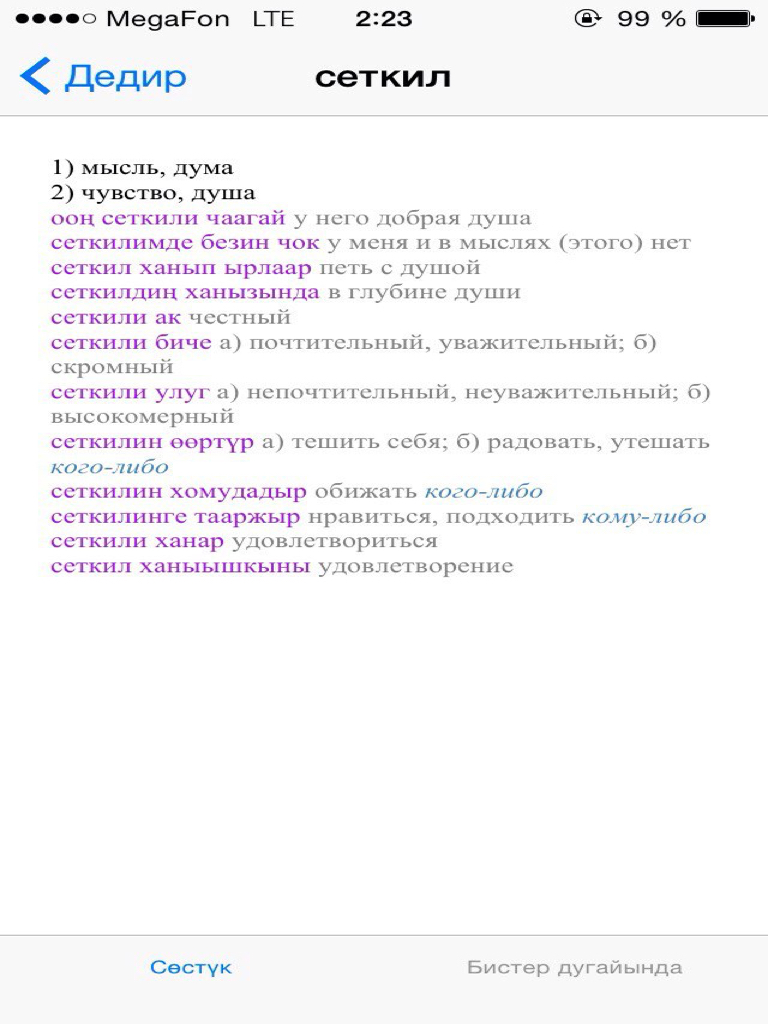 MegaFon LTE 2:23 99 %
Дедир сеткил
1) мысль, дума
2) чувство, душа
ооң сеткили чаагай у него добрая душа
сеткилимде безин чок у меня и в мыслях (этого) нет
сеткил ханып ырлаар петь с душой
сеткилдиң ханызында в глубине души
сеткили ак честный
сеткили биче а) почтительный, уважительный; б)
скромный
сеткили улуг а) непочтительный, неуважительный; б)
высокомерный
сеткилин өөртүр а) тешить себя; б) радовать, утешать
кого-либо
сеткилин хомудадыр обижать кого-либо
сеткилинге тааржыр нравиться, подходить кому-либо
сеткили ханар удовлетвориться
сеткил ханыышкыны удовлетворение
Сөстүк Бистер дугайында